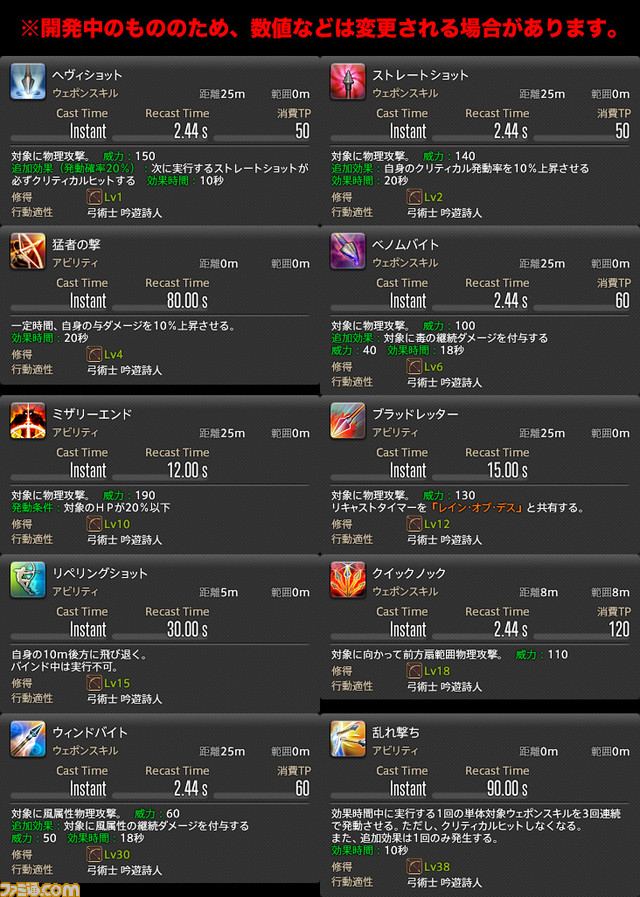 ※開発中のもののため、数値などは変更される場合があります。
ヘヴィショット
ウェポンスキル 距離25m 範囲0m
Cast Time Recast Time 消費TP
Instant 2.44 s 50
対象に物理攻撃。 威力：150
追加効果（発動確率20%）：次に実行するストレートショットが
必ずクリティカルヒットする 効果時間：10秒
修得 Lv1
行動適性 弓術士 吟遊詩人
ストレートショット
ウェポンスキル 距離25m 範囲0m
Cast Time Recast Time 消費TP
Instant 2.44 s 50
対象に物理攻撃。 威力：140
追加効果：自身のクリティカル発動率を10%上昇させる
効果時間：20秒
修得 Lv2
行動適性 弓術士 吟遊詩人
猛者の撃
アビリティ 距離0m 範囲0m
Cast Time Recast Time
Instant 80.00 s
一定時間、自身の与ダメージを10%上昇させる。
効果時間：20秒
修得 Lv4
行動適性 弓術士 吟遊詩人
ベノムバイト
ウェポンスキル 距離25m 範囲0m
Cast Time Recast Time 消費TP
Instant 2.44 s 60
対象に物理攻撃。 威力：100
追加効果：対象に毒の継続ダメージを付与する
威力：40 効果時間：18秒
修得 Lv6
行動適性 弓術士 吟遊詩人
ミザリーエンド
アビリティ 距離25m 範囲0m
Cast Time Recast Time
Instant 12.00 s
対象に物理攻撃。 威力：190
発動条件：対象のＨＰが20%以下
修得 Lv10
行動適性 弓術士 吟遊詩人
ブラッドレッター
アビリティ 距離25m 範囲0m
Cast Time Recast Time
Instant 15.00 s
対象に物理攻撃。 威力：130
リキャストタイマーを「レイン・オブ・デス」と共有する。
修得 Lv12
行動適性 弓術士 吟遊詩人
リペリングショット
アビリティ 距離5m 範囲0m
Cast Time Recast Time
Instant 30.00 s
自身の10m後方に飛び退く。
バインド中は実行不可。
修得 Lv15
行動適性 弓術士 吟遊詩人
クイックノック
ウェポンスキル 距離8m 範囲8m
Cast Time Recast Time 消費TP
Instant 2.44 s 120
対象に向かって前方扇範囲物理攻撃。 威力：110
修得 Lv18
行動適性 弓術士 吟遊詩人
ウィンドバイト
ウェポンスキル 距離25m 範囲0m
Cast Time Recast Time 消費TP
Instant 2.44 s 60
対象に風属性物理攻撃。 威力：60
追加効果：対象に風属性の継続ダメージを付与する
威力：50 効果時間：18秒
修得 Lv30
行動適性 弓術士 吟遊詩人
乱れ撃ち
アビリティ 距離0m 範囲0m
Cast Time Recast Time
Instant 90.00 s
効果時間中に実行する1回の単体対象ウェポンスキルを3回連続
で発動させる。ただし、クリティカルヒットしなくなる。
また、追加効果は1回のみ発生する。
効果時間：10秒
修得 Lv38
行動適性 弓術士 吟遊詩人
ファミ通.com